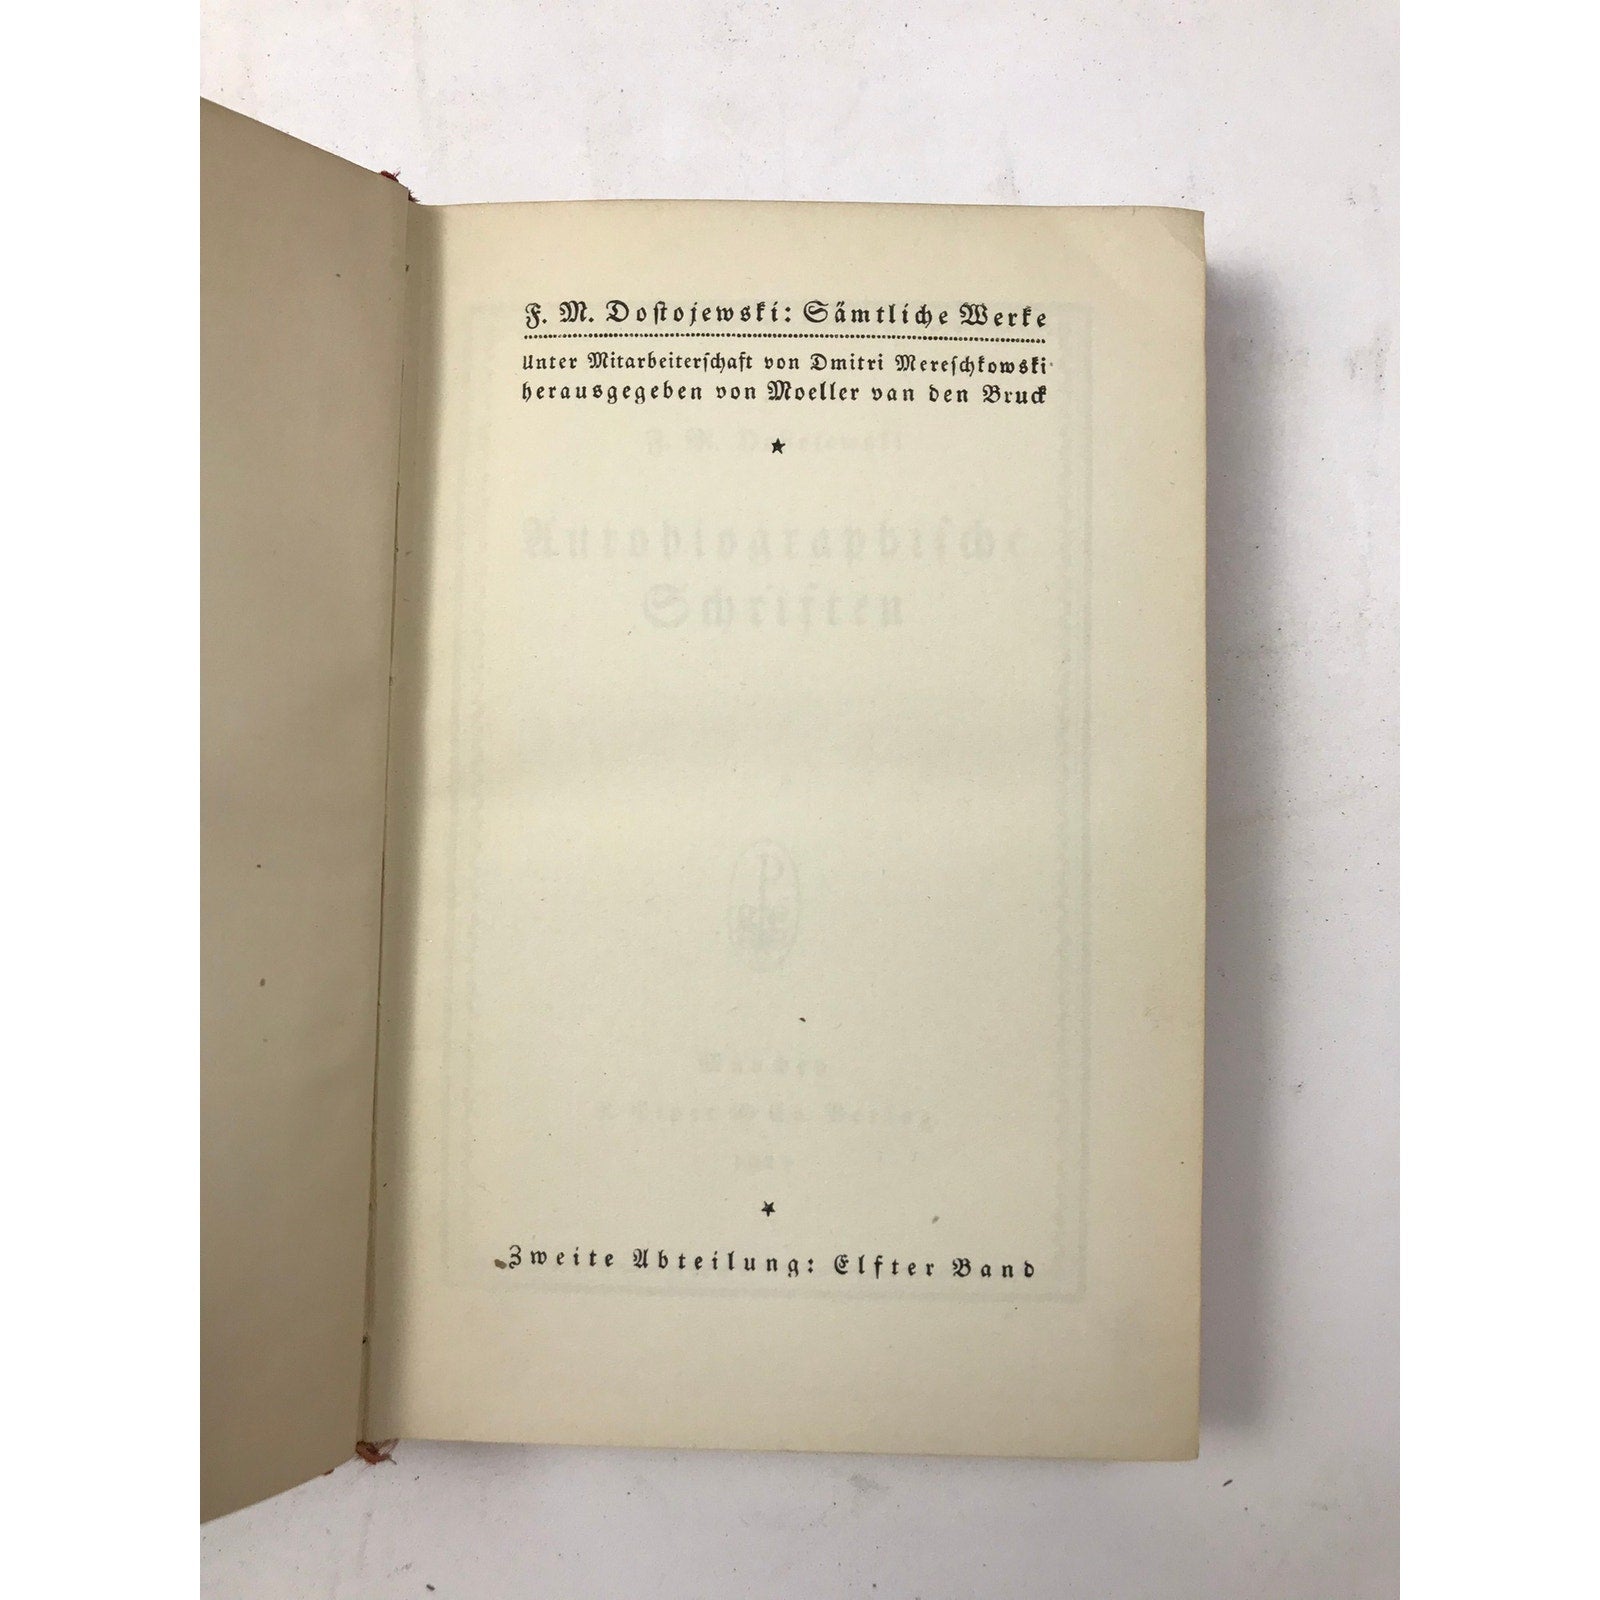 F. M. Dostojewski: Sämtliche Werke
Unter Mitarbeiterschaft von Dmitri Mereschkowski
herausgegeben von Moeller van den Bruck
F. M. Dostojewski
Autobiographische
Schriften
Zweite Abteilung: Elfter Band